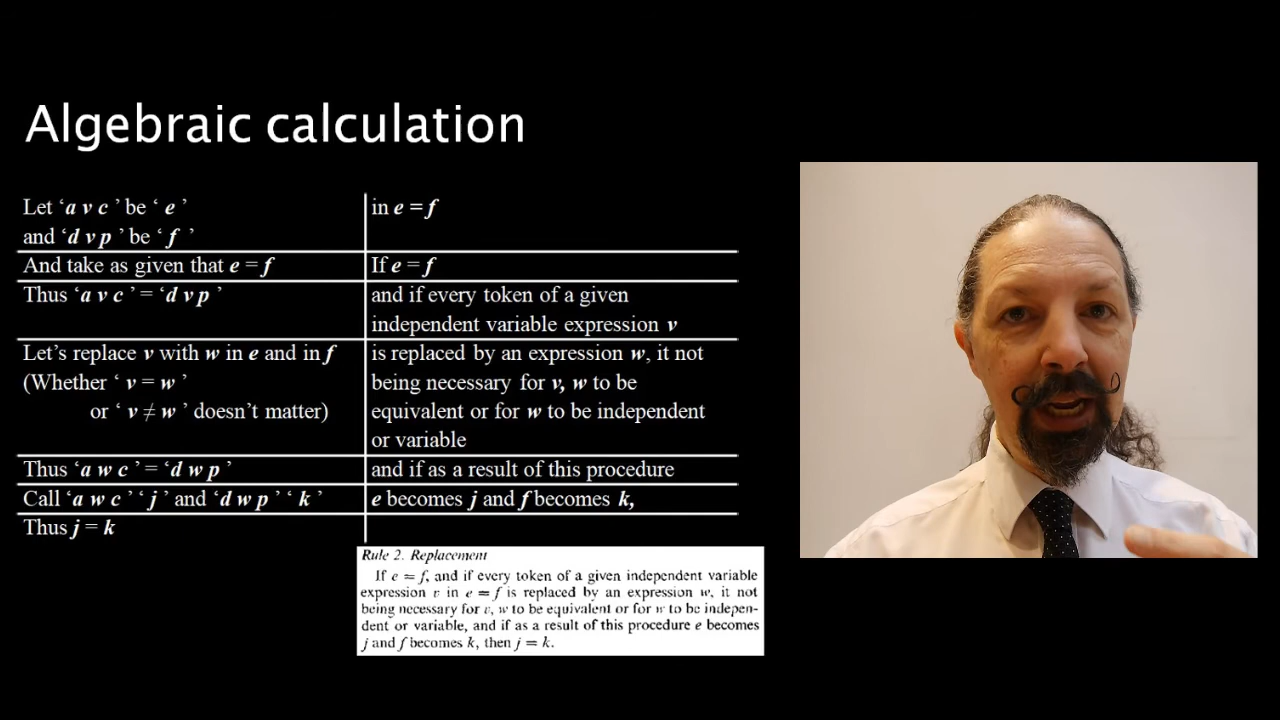 Algebraic calculation
Let ‘a v c ’ be ‘ e ’
and ‘d v p ’ be ‘ f ’
in e = f
And take as given that e = f
If e = f
Thus ‘a v c ’ = ‘d v p ’
and if every token of a given
independent variable expression v
Let’s replace v with w in e and in f
(Whether ‘ v = w ’
or ‘ v ≠ w ’ doesn’t matter)
is replaced by an expression w, it not
being necessary for v, w to be
equivalent or for w to be independent
or variable
Thus ‘a w c ’ = ‘d w p ’
and if as a result of this procedure
Call ‘a w c ’ ‘ j ’ and ‘d w p ’ ‘ k ’
e becomes j and f becomes k,
Thus j = k
Rule 2. Replacement
If e = f, and if every token of a given independent variable
expression v in e = f is replaced by an expression w, it not
being necessary for v, w to be equivalent or for w to be indepen-
dent or variable, and if as a result of this procedure e becomes
j and f becomes k, then j = k.